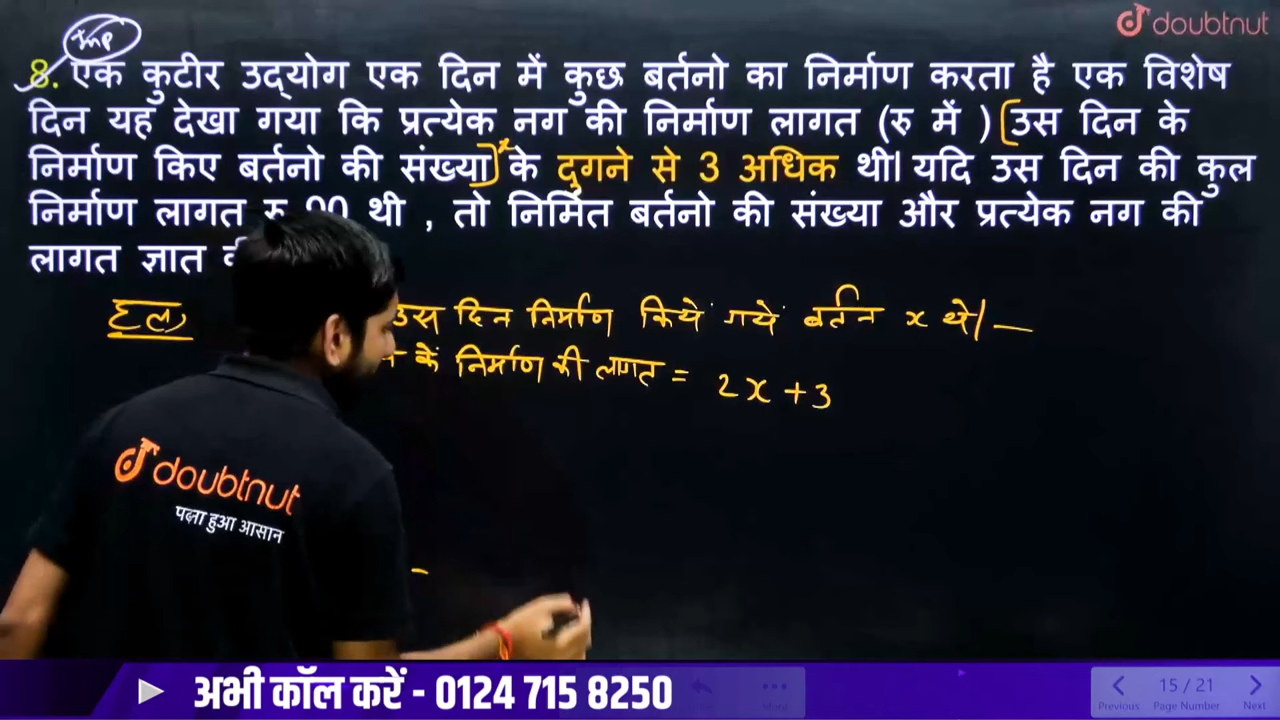 doubtnut
Imp
8. एक कुटीर उद्योग एक दिन में कुछ बर्तनो का निर्माण करता है एक विशेष
दिन यह देखा गया कि प्रत्येक नग की निर्माण लागत (रु में ) [उस दिन के
निर्माण किए बर्तनो की संख्या]ˣ के दुगने से 3 अधिक थी। यदि उस दिन की कुल
निर्माण लागत रु 90 थी , तो निर्मित बर्तनो की संख्या और प्रत्येक नग की
लागत ज्ञात
हल
उस दिन निर्माण किये गये बर्तन x थे। —
के निर्माण की लागत = 2x + 3
doubtnut
पढ़ना हुआ आसान
अभी कॉल करें - 0124 715 8250
More
Previous
15 / 21
Page Number
Next